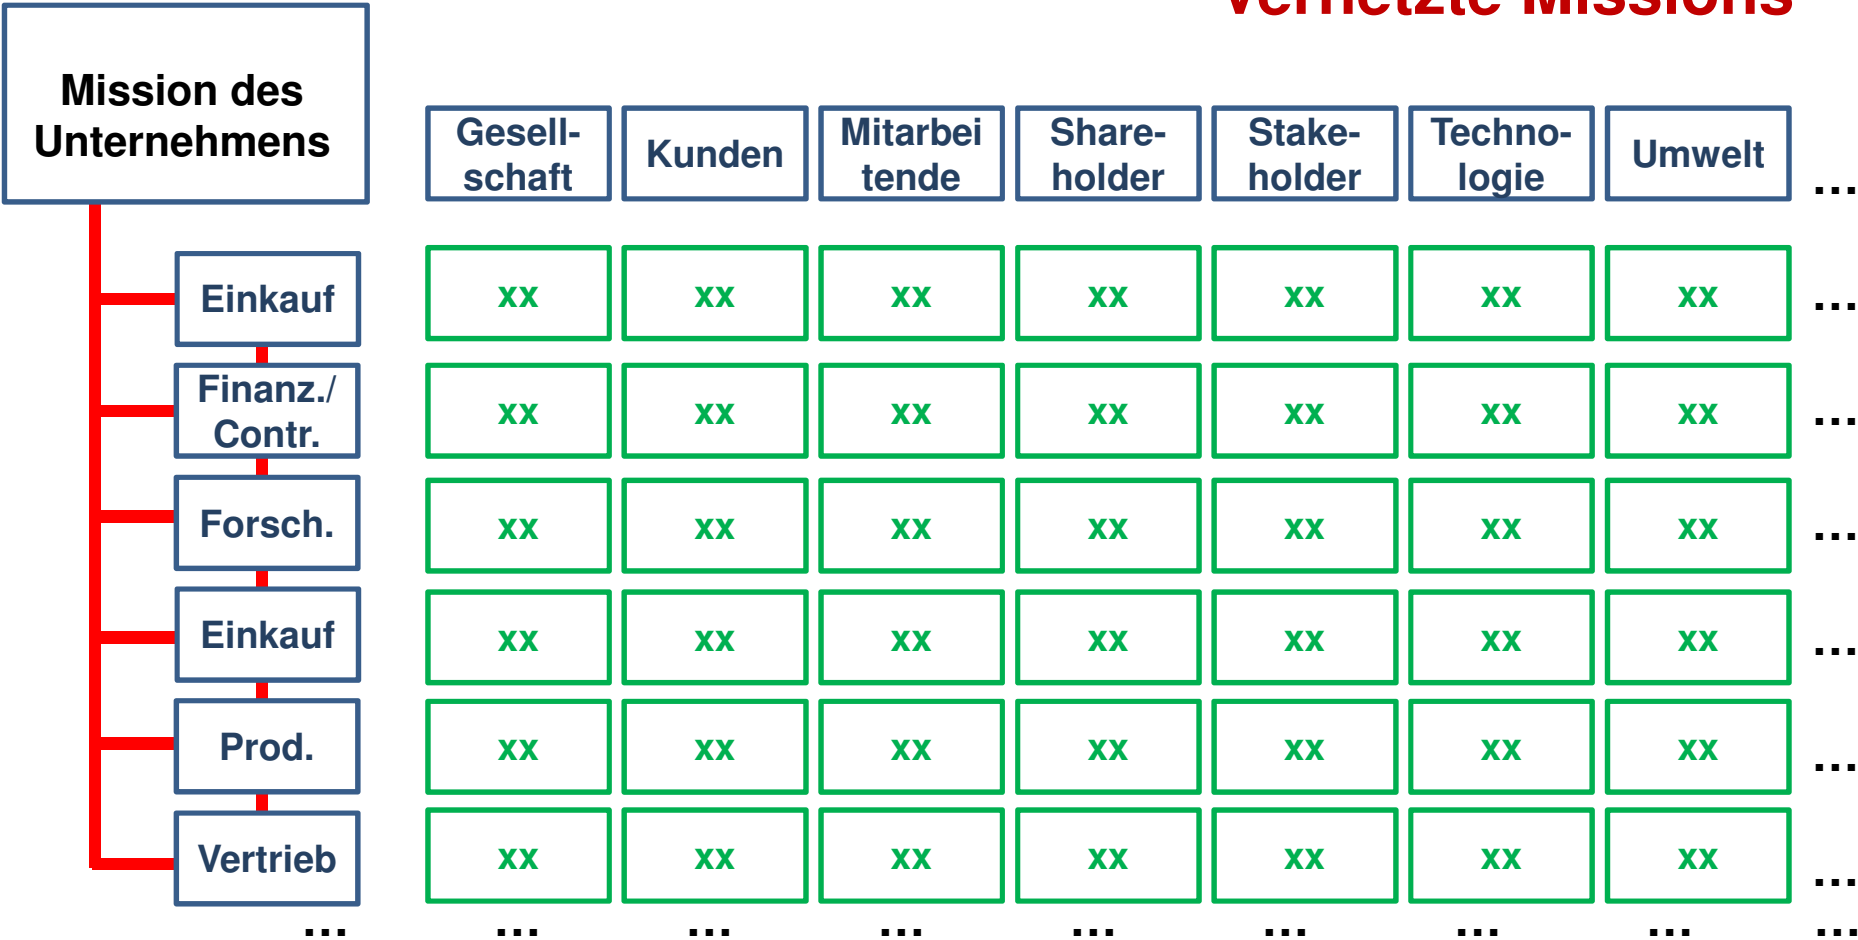 Vernetzte Missions
Mission des
Unternehmens
Gesell-
schaft
Kunden
Mitarbei
tende
Share-
holder
Stake-
holder
Techno-
logie
Umwelt
...
Einkauf
xx xx xx xx xx xx xx ...
Finanz./
Contr.
xx xx xx xx xx xx xx ...
Forsch.
xx xx xx xx xx xx xx ...
Einkauf
xx xx xx xx xx xx xx ...
Prod.
xx xx xx xx xx xx xx ...
Vertrieb
xx xx xx xx xx xx xx ...
... ... ... ... ... ... ... ... ...